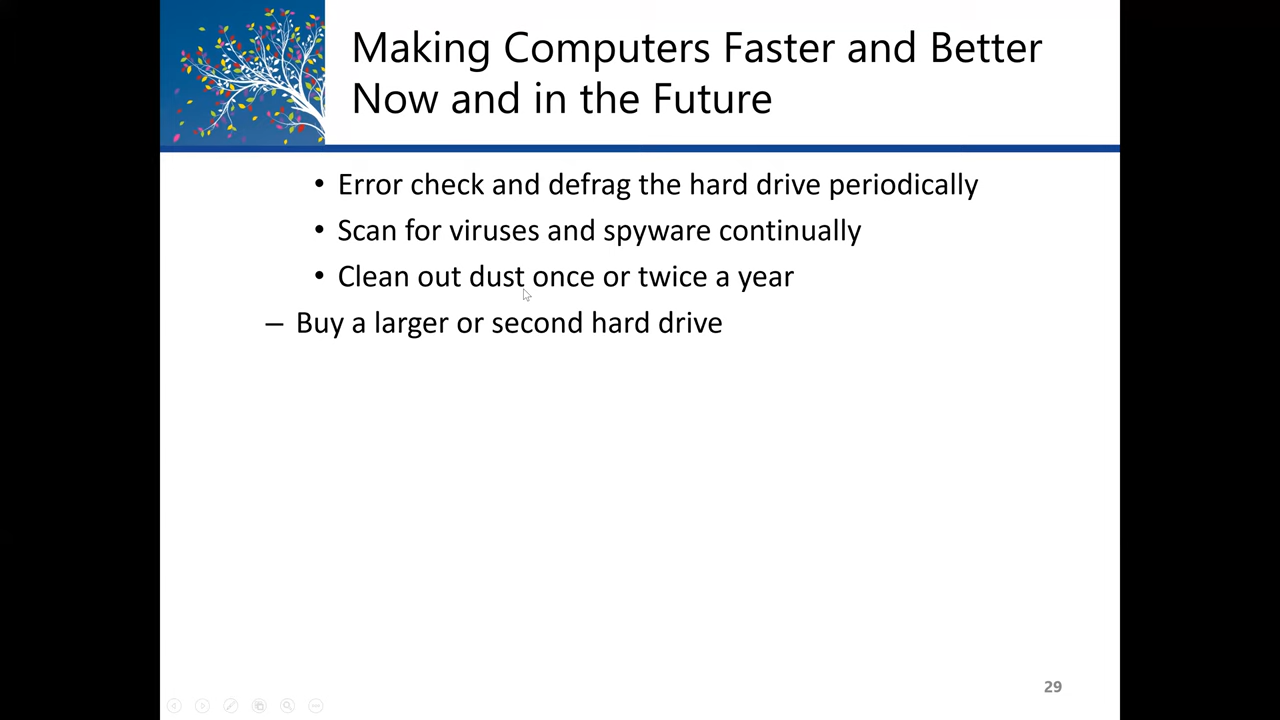 Making Computers Faster and Better
Now and in the Future
• Error check and defrag the hard drive periodically
• Scan for viruses and spyware continually
• Clean out dust once or twice a year
– Buy a larger or second hard drive
29